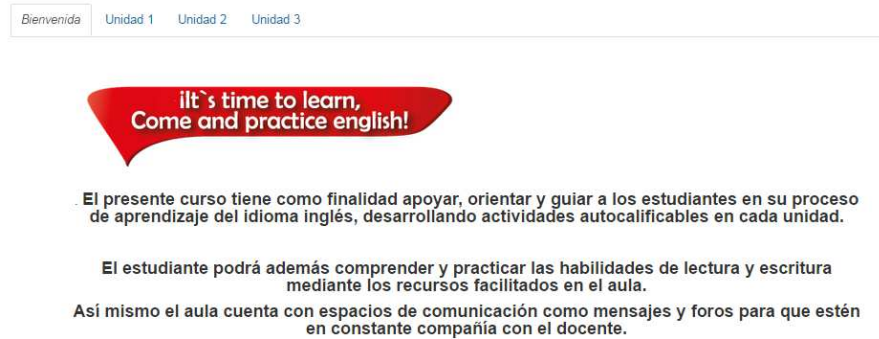 Bienvenida Unidad 1 Unidad 2 Unidad 3
iIt`s time to learn,
Come and practice english!
. El presente curso tiene como finalidad apoyar, orientar y guiar a los estudiantes en su proceso
de aprendizaje del idioma inglés, desarrollando actividades autocalificables en cada unidad.
El estudiante podrá además comprender y practicar las habilidades de lectura y escritura
mediante los recursos facilitados en el aula.
Así mismo el aula cuenta con espacios de comunicación como mensajes y foros para que estén
en constante compañía con el docente.